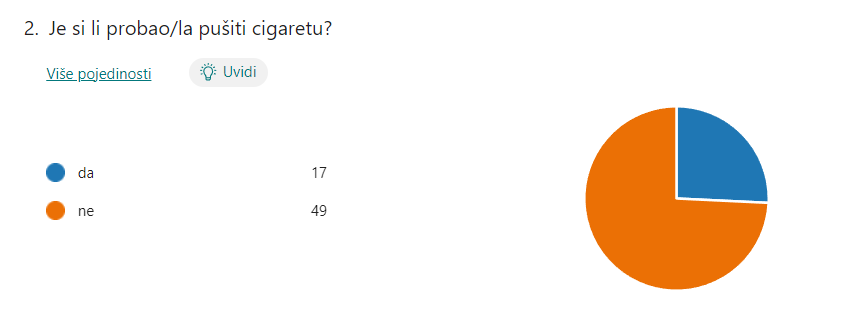 2. Je si li probao/la pušiti cigaretu?
Više pojedinosti Uvidi
da 17
ne 49